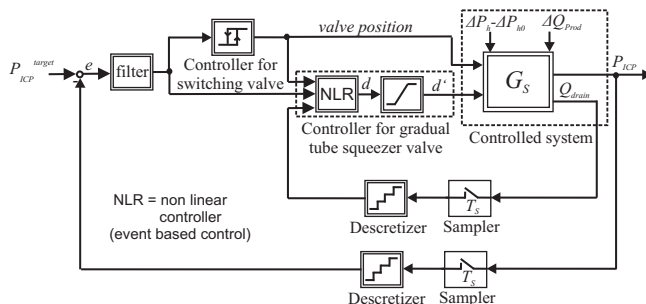 ΔP_h-ΔP_h0 ΔQ_Prod
valve position
P_ICP^target
e
filter
Controller for
switching valve
P_ICP
G_S
NLR
d
d‘
Q_drain
Controller for gradual
tube squeezer valve
Controlled system
NLR = non linear
controller
(event based control)
T_S
Descretizer
Sampler
T_S
Descretizer
Sampler